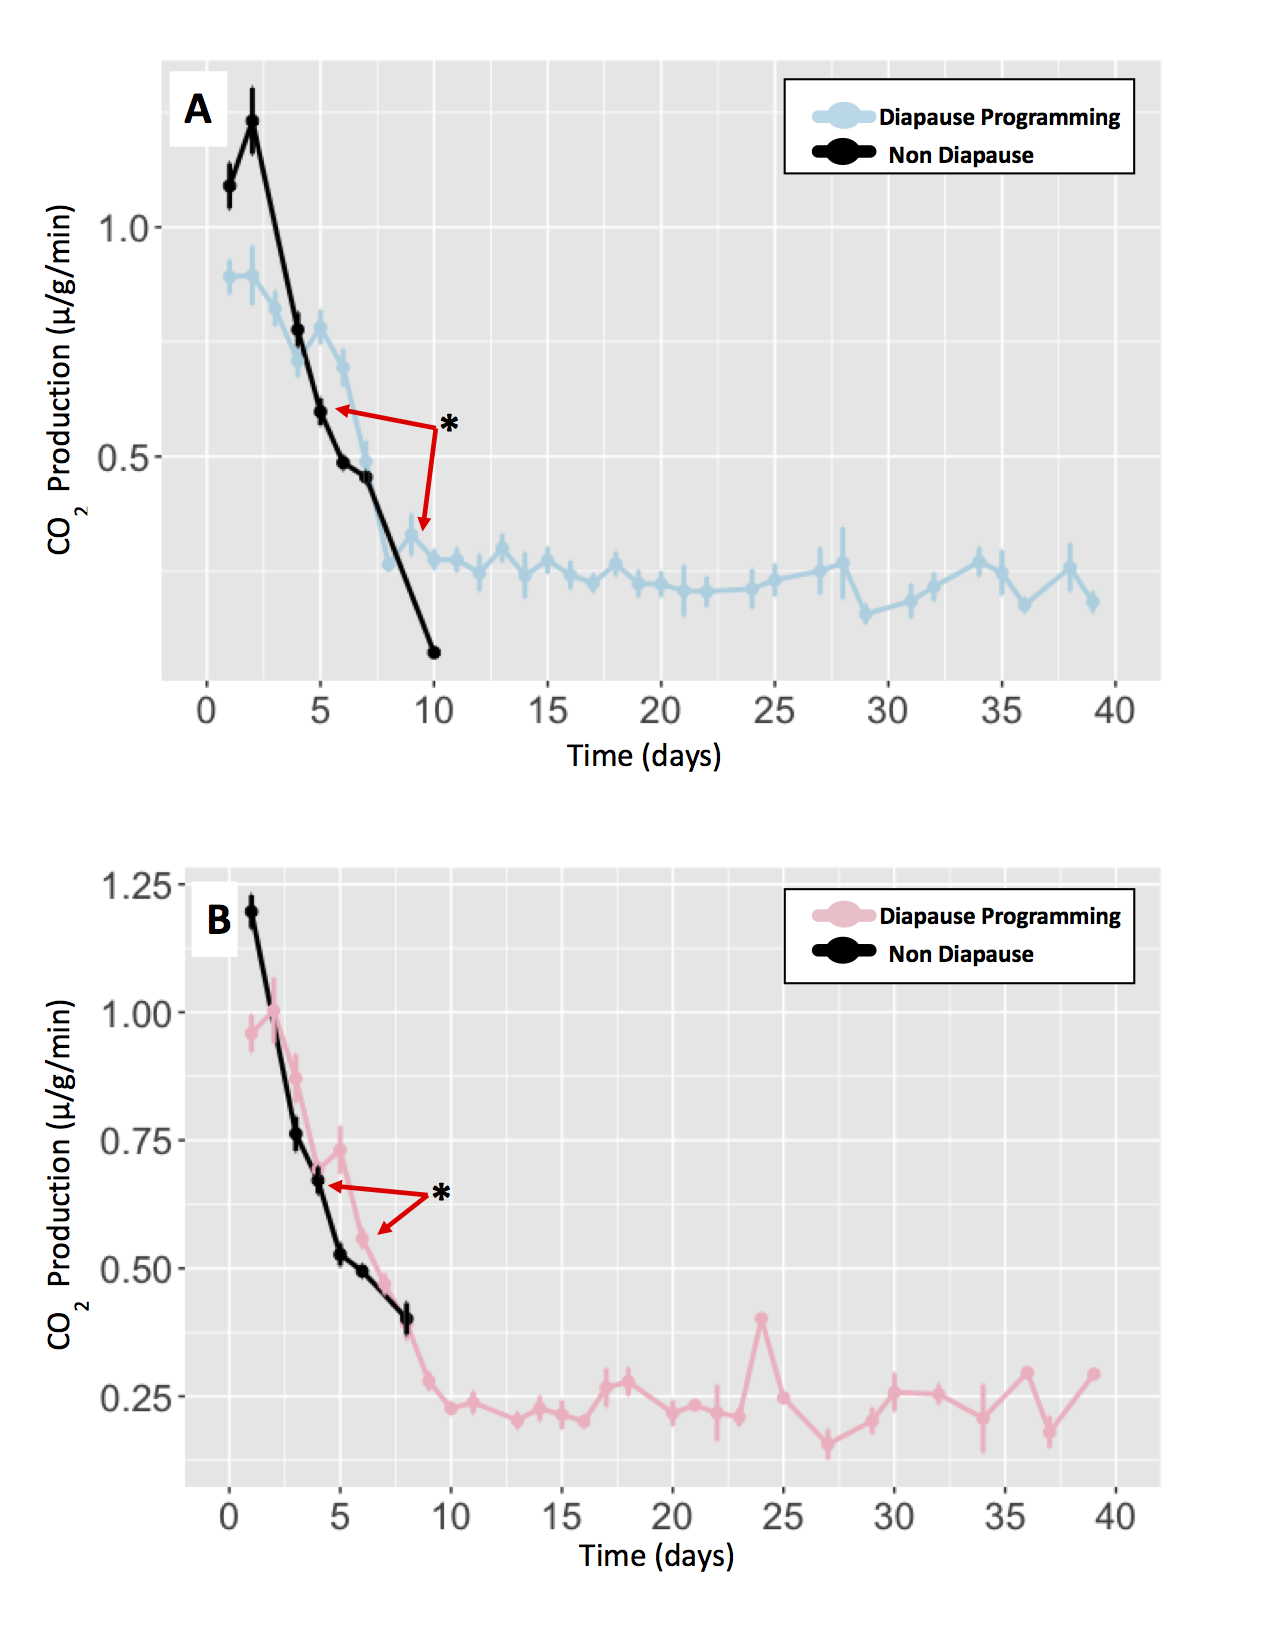 A
Diapause Programming
Non Diapause
CO2 Production (µ/g/min)
1.0
0.5
*
0 5 10 15 20 25 30 35 40
Time (days)
B
Diapause Programming
Non Diapause
CO2 Production (µ/g/min)
1.25
1.00
0.75
0.50
0.25
*
0 5 10 15 20 25 30 35 40
Time (days)